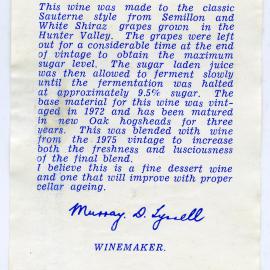 This wine was made to the classic
Sauterne style from Semillon and
White Shiraz grapes grown in the
Hunter Valley. The grapes were left
out for a considerable time at the end
of vintage to obtain the maximum
sugar level. The sugar laden juice
was then allowed to ferment slowly
until the fermentation was halted
at approximately 9.5% sugar. The
base material for this wine was vint-
aged in 1972 and has been matured
in new Oak hogsheads for three
years. This was blended with wine
from the 1975 vintage to increase
both the freshness and lusciousness
of the final blend.
I believe this is a fine dessert wine
and one that will improve with proper
cellar ageing.
Murray D. Tyrrell
WINEMAKER.